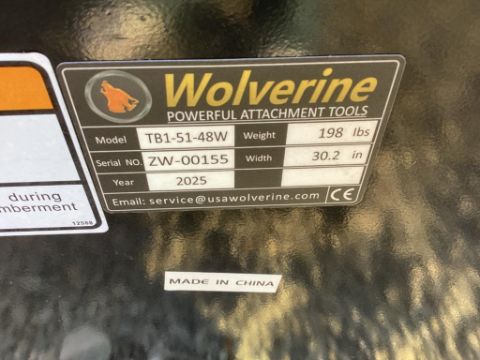 Wolverine
POWERFUL ATTACHMENT TOOLS
Model TB1-51-48W Weight 198 lbs
Serial NO. ZW-00155 Width 30.2 in
Year 2025
Email: service@usawolverine.com CE
during
mberment
12588
MADE IN CHINA